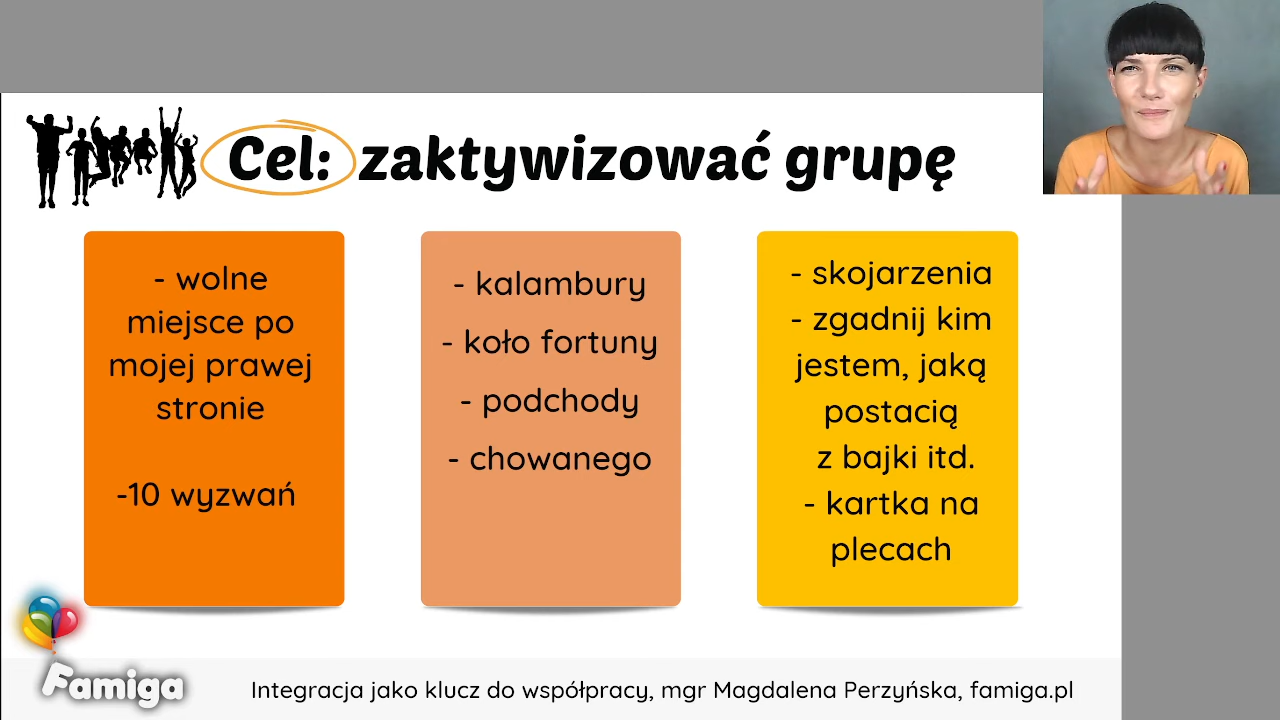 Cel: zaktywizować grupę
- wolne
miejsce po
mojej prawej
stronie
-10 wyzwań
- kalambury
- koło fortuny
- podchody
- chowanego
- skojarzenia
- zgadnij kim
jestem, jaką
postacią
z bajki itd.
- kartka na
plecach
Famiga
Integracja jako klucz do współpracy, mgr Magdalena Perzyńska, famiga.pl